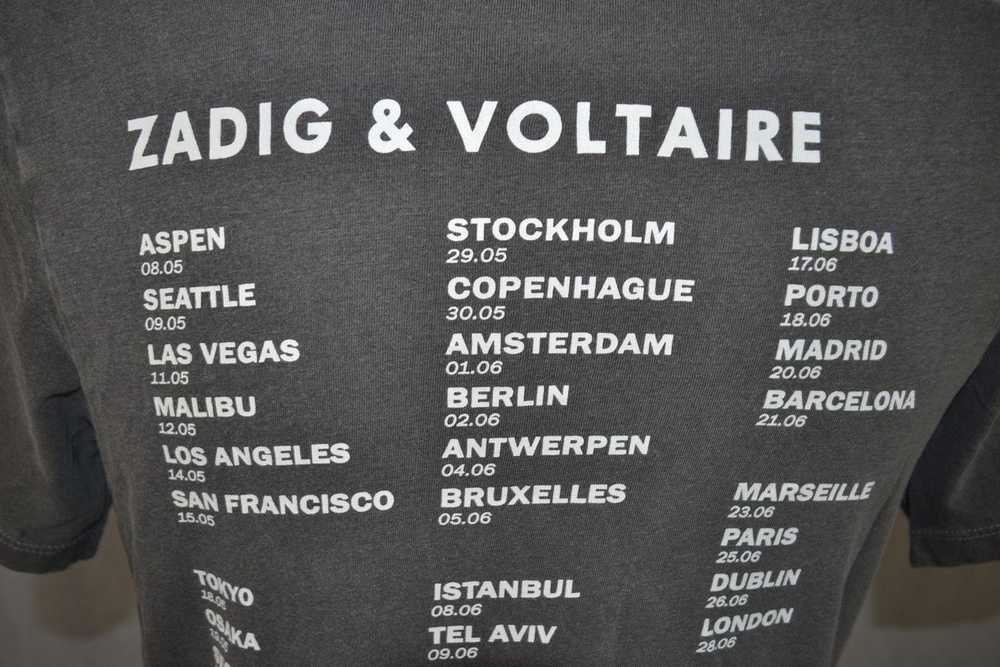 ZADIG & VOLTAIRE
ASPEN
08.05
SEATTLE
09.05
LAS VEGAS
11.05
MALIBU
12.05
LOS ANGELES
14.05
SAN FRANCISCO
15.05
TOKYO
18.05
OSAKA
STOCKHOLM
29.05
COPENHAGUE
30.05
AMSTERDAM
01.06
BERLIN
02.06
ANTWERPEN
04.06
BRUXELLES
05.06
ISTANBUL
08.06
TEL AVIV
09.06
LISBOA
17.06
PORTO
18.06
MADRID
20.06
BARCELONA
21.06
MARSEILLE
23.06
PARIS
25.06
DUBLIN
26.06
LONDON
28.06